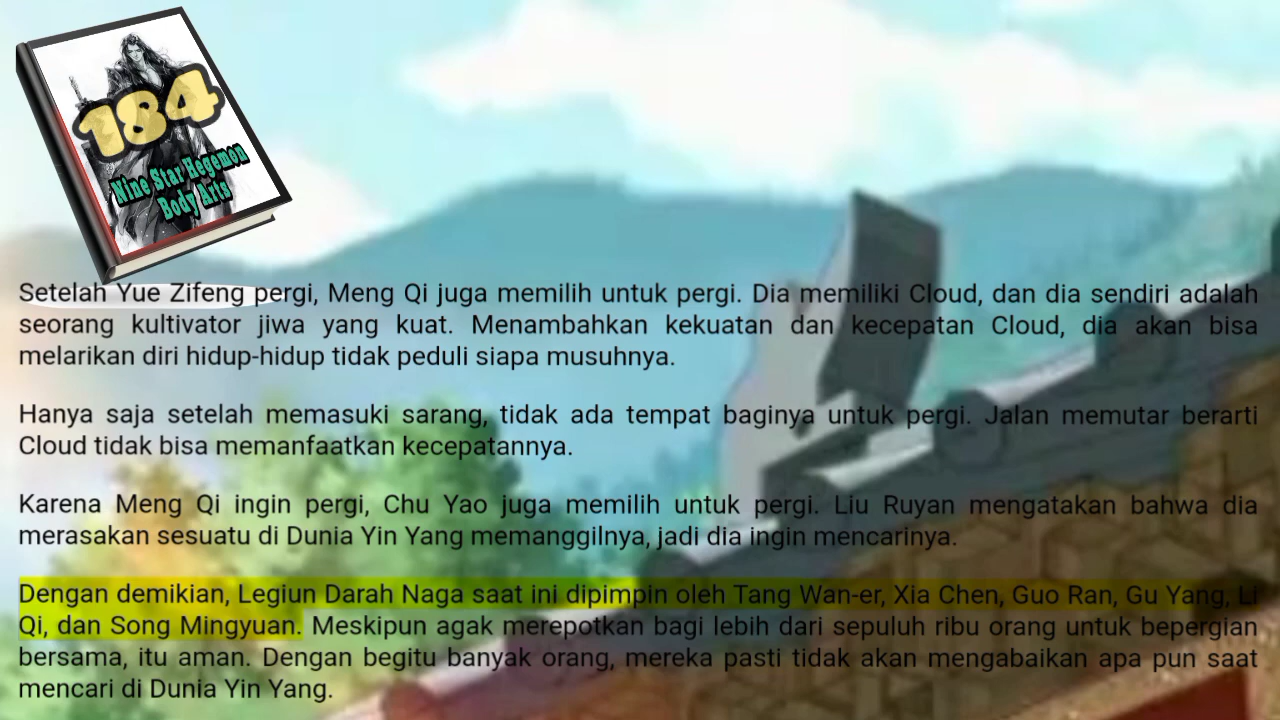 184
Nine Star Hegemon
Body Arts
Setelah Yue Zifeng pergi, Meng Qi juga memilih untuk pergi. Dia memiliki Cloud, dan dia sendiri adalah
seorang kultivator jiwa yang kuat. Menambahkan kekuatan dan kecepatan Cloud, dia akan bisa
melarikan diri hidup-hidup tidak peduli siapa musuhnya.
Hanya saja setelah memasuki sarang, tidak ada tempat baginya untuk pergi. Jalan memutar berarti
Cloud tidak bisa memanfaatkan kecepatannya.
Karena Meng Qi ingin pergi, Chu Yao juga memilih untuk pergi. Liu Ruyan mengatakan bahwa dia
merasakan sesuatu di Dunia Yin Yang memanggilnya, jadi dia ingin mencarinya.
Dengan demikian, Legiun Darah Naga saat ini dipimpin oleh Tang Wan-er, Xia Chen, Guo Ran, Gu Yang, Li
Qi, dan Song Mingyuan. Meskipun agak merepotkan bagi lebih dari sepuluh ribu orang untuk bepergian
bersama, itu aman. Dengan begitu banyak orang, mereka pasti tidak akan mengabaikan apa pun saat
mencari di Dunia Yin Yang.